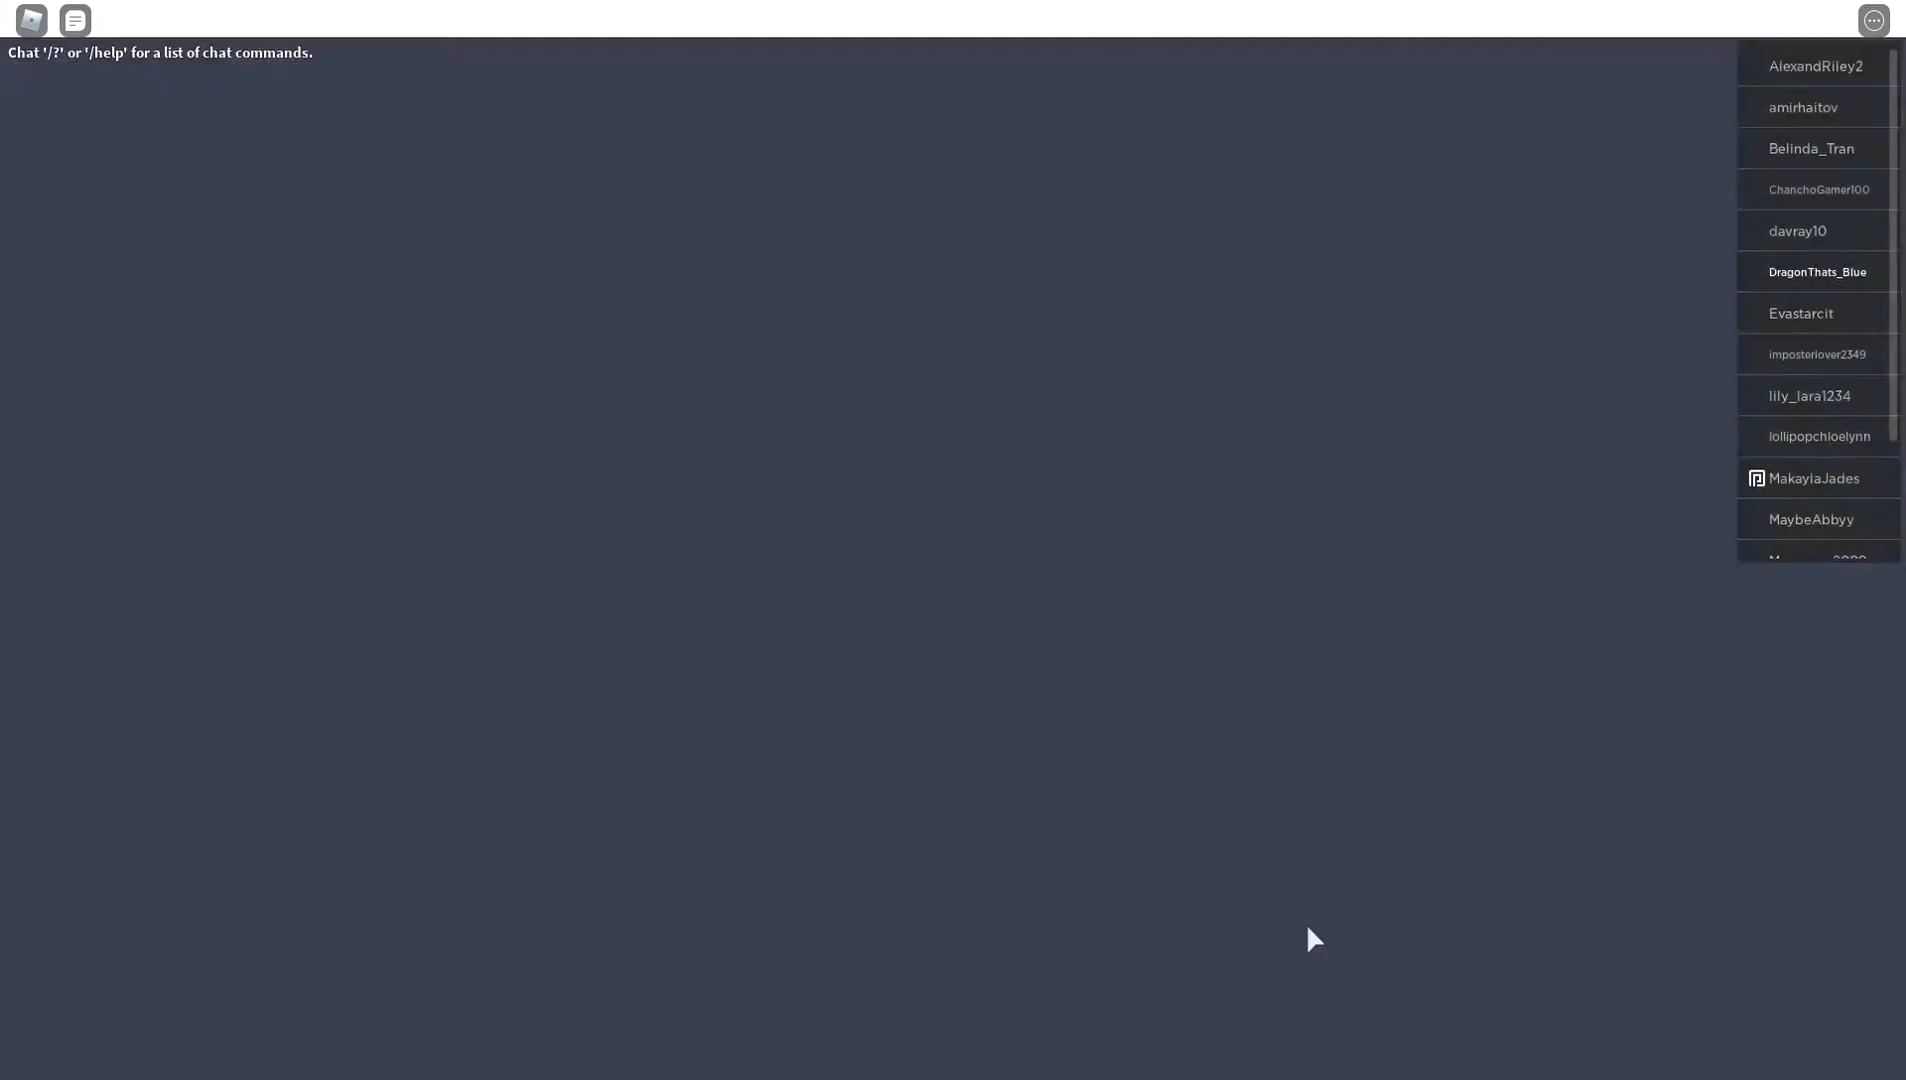 Chat '/?' or '/help' for a list of chat commands.
AlexandRiley2
amirhaitov
Belinda_Tran
ChanchoGamer100
davray10
DragonThats_Blue
Evastarcit
imposterlover2349
lily_lara1234
lollipopchloelynn
MakaylaJades
MaybeAbbyy